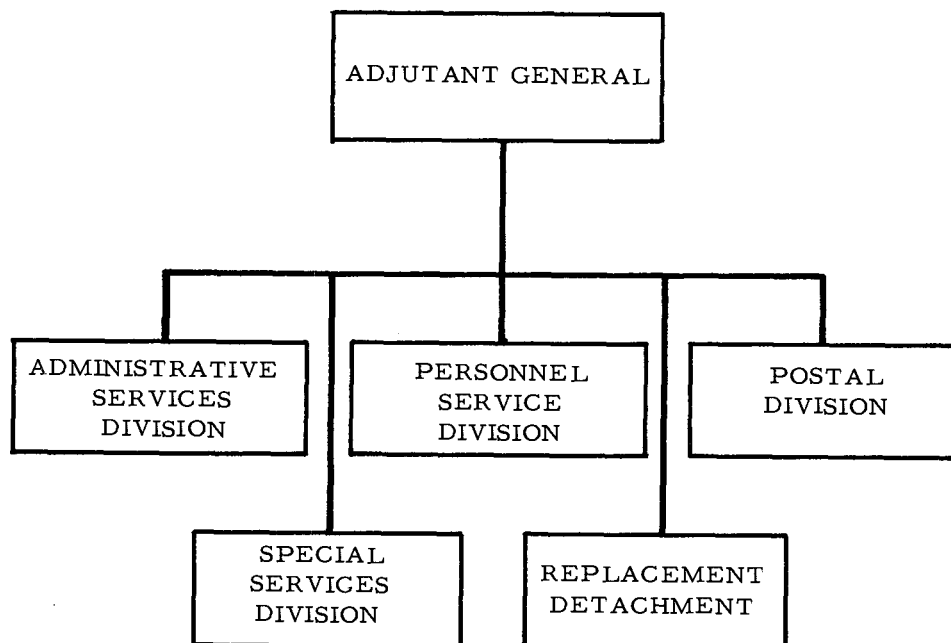 ADJUTANT GENERAL
ADMINISTRATIVE
SERVICES
DIVISION
PERSONNEL
SERVICE
DIVISION
POSTAL
DIVISION
SPECIAL
SERVICES
DIVISION
REPLACEMENT
DETACHMENT